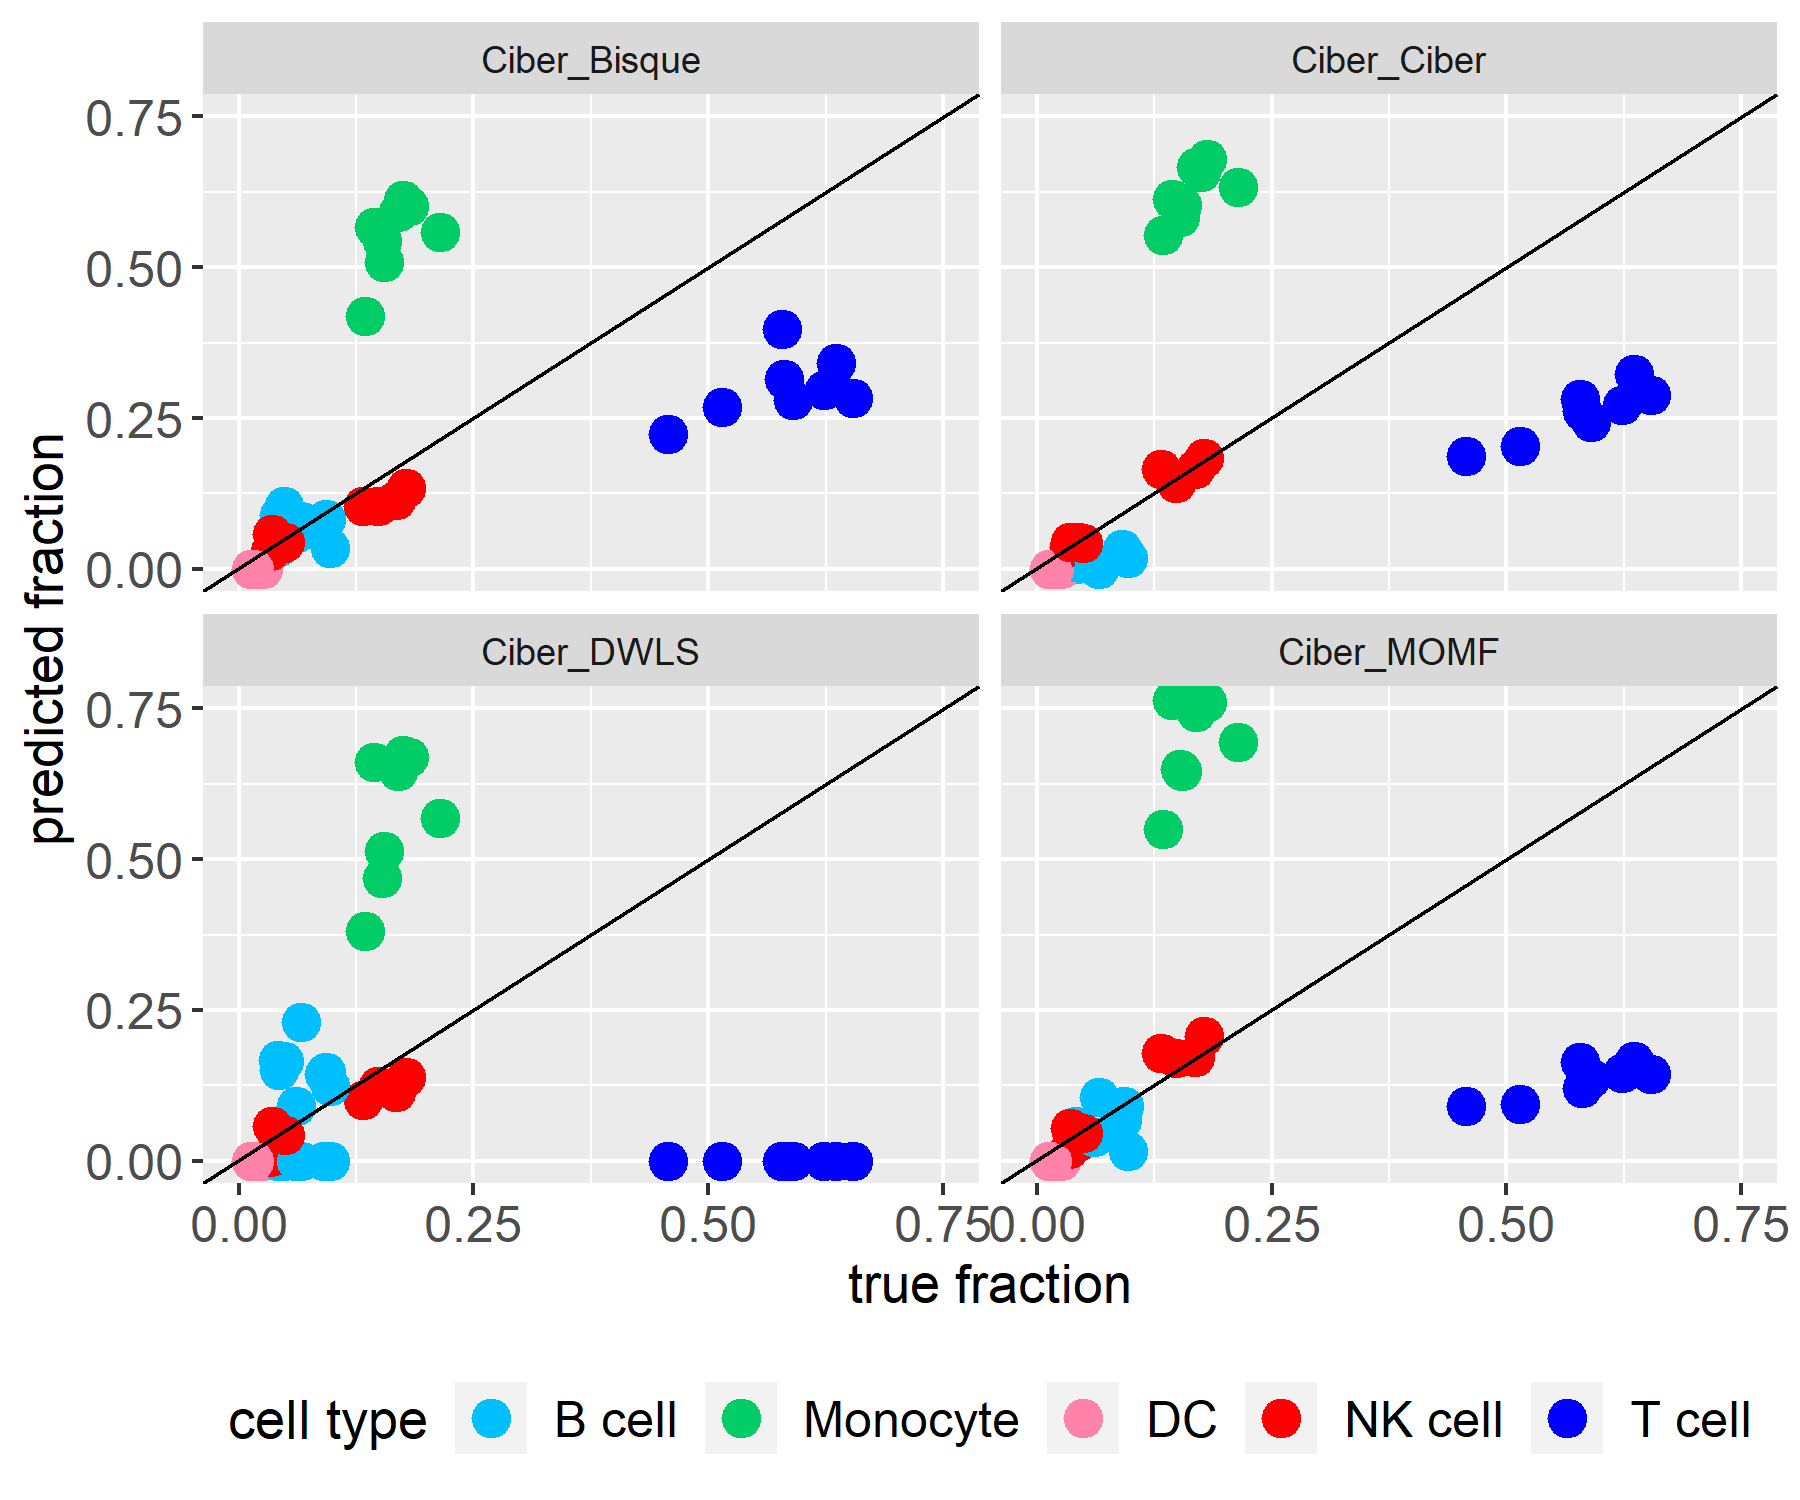 Ciber_Bisque Ciber_Ciber
0.75
0.50
0.25
0.00
Ciber_DWLS Ciber_MOMF
0.75
0.50
0.25
0.00
predicted fraction
0.00 0.25 0.50 0.75 0.00 0.25 0.50 0.75
true fraction
cell type B cell Monocyte DC NK cell T cell